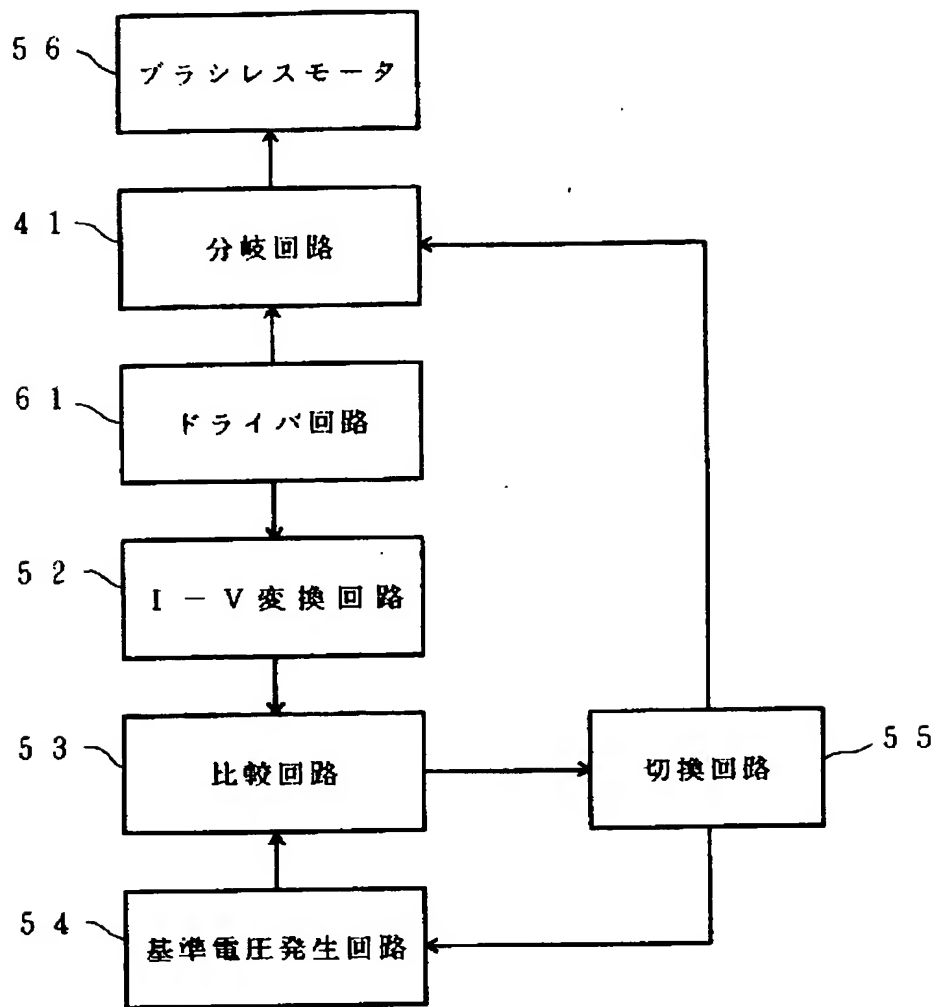 56
ブラシレスモータ
41
分岐回路
61
ドライバ回路
52
I－V変換回路
53
比較回路
切換回路
55
54
基準電圧発生回路